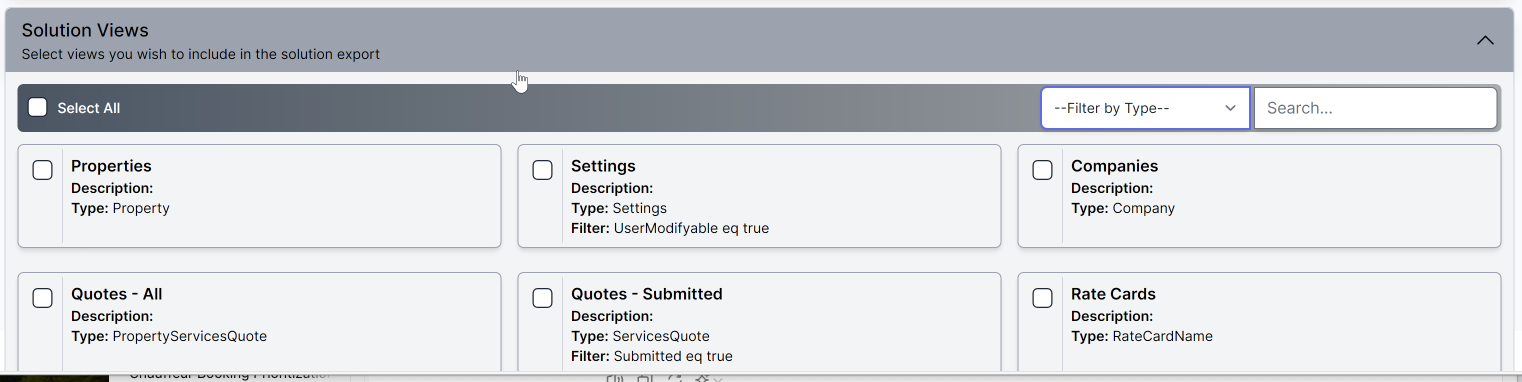 Solution Views
Select views you wish to include in the solution export
Select All
--Filter by Type--
Search...
Properties
Description:
Type: Property
Settings
Description:
Type: Settings
Filter: UserModifyable eq true
Companies
Description:
Type: Company
Quotes - All
Description:
Type: PropertyServicesQuote
Quotes - Submitted
Description:
Type: ServicesQuote
Filter: Submitted eq true
Rate Cards
Description:
Type: RateCardName
Chauffeur Booking Prioritization